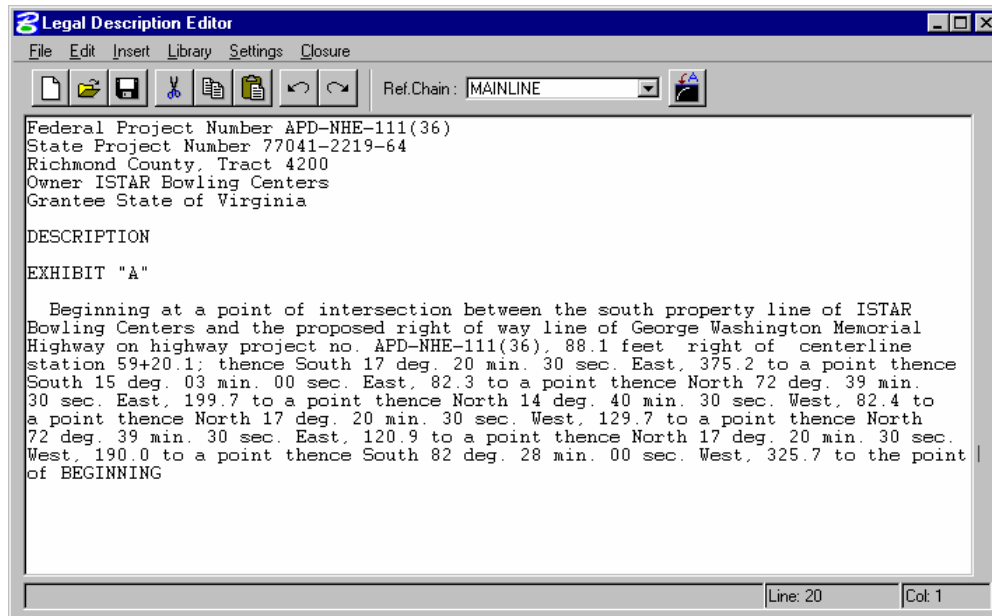 Legal Description Editor
File Edit Insert Library Settings Closure
Ref.Chain : MAINLINE
Federal Project Number APD-NHE-111(36)
State Project Number 77041-2219-64
Richmond County, Tract 4200
Owner ISTAR Bowling Centers
Grantee State of Virginia
DESCRIPTION
EXHIBIT "A"
Beginning at a point of intersection between the south property line of ISTAR
Bowling Centers and the proposed right of way line of George Washington Memorial
Highway on highway project no. APD-NHE-111(36), 88.1 feet  right of  centerline
station 59+20.1; thence South 17 deg. 20 min. 30 sec. East, 375.2 to a point thence
South 15 deg. 03 min. 00 sec. East, 82.3 to a point thence North 72 deg. 39 min.
30 sec. East, 199.7 to a point thence North 14 deg. 40 min. 30 sec. West, 82.4 to
a point thence North 17 deg. 20 min. 30 sec. West, 129.7 to a point thence North
72 deg. 39 min. 30 sec. East, 120.9 to a point thence North 17 deg. 20 min. 30 sec.
West, 190.0 to a point thence South 82 deg. 28 min. 00 sec. West, 325.7 to the point
of BEGINNING
Line: 20 Col: 1